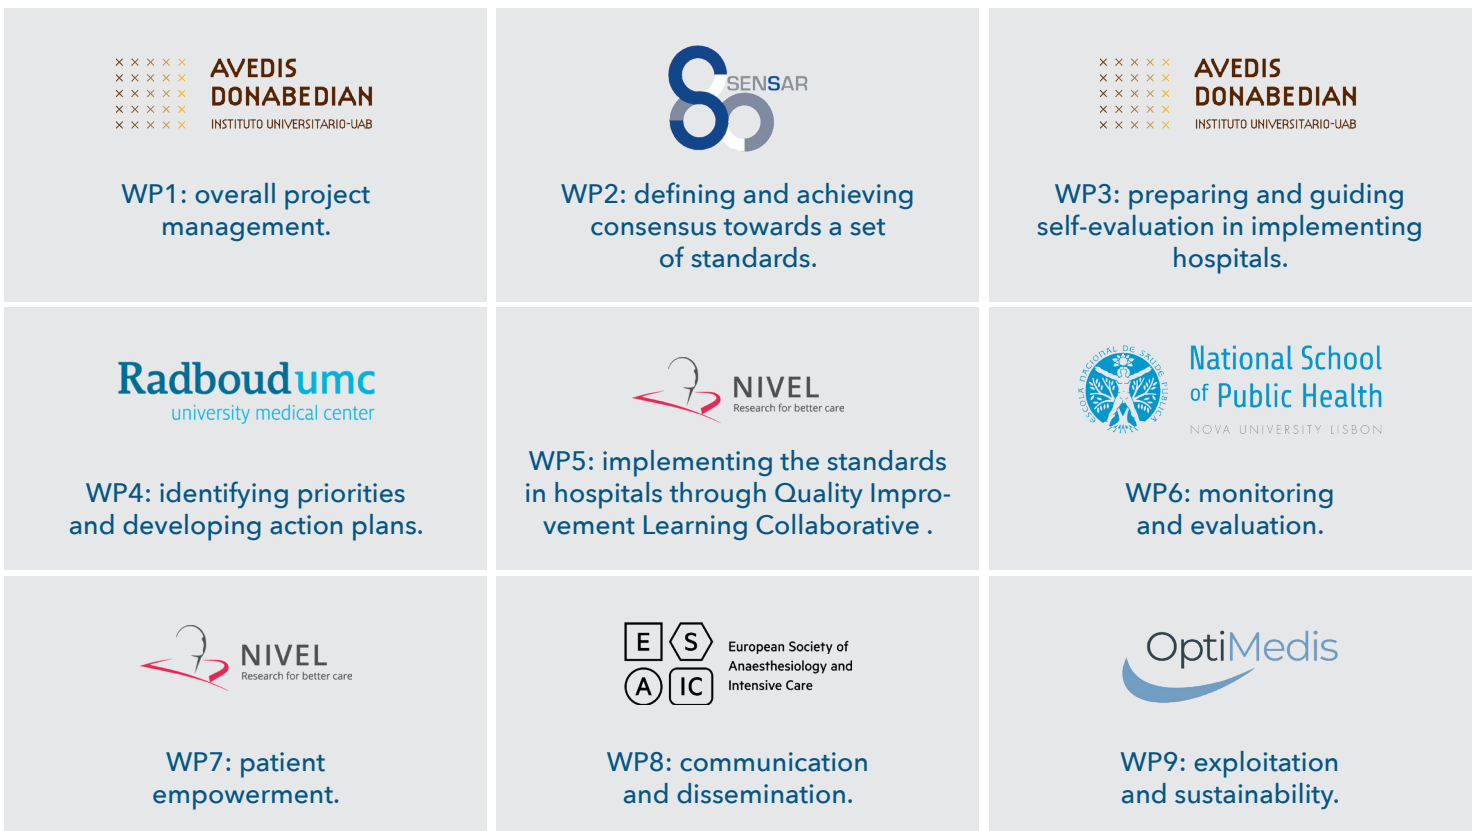 AVEDIS
DONABEDIAN
INSTITUTO UNIVERSITARIO-UAB
WP1: overall project
management.
SENSAR
WP2: defining and achieving
consensus towards a set
of standards.
AVEDIS
DONABEDIAN
INSTITUTO UNIVERSITARIO-UAB
WP3: preparing and guiding
self-evaluation in implementing
hospitals.
Radboudumc
university medical center
WP4: identifying priorities
and developing action plans.
NIVEL
Research for better care
WP5: implementing the standards
in hospitals through Quality Impro-
vement Learning Collaborative .
ESCOLA NACIONAL DE SAÚDE PÚBLICA
National School
of Public Health
NOVA UNIVERSITY LISBON
WP6: monitoring
and evaluation.
NIVEL
Research for better care
WP7: patient
empowerment.
E S
A IC
European Society of
Anaesthesiology and
Intensive Care
WP8: communication
and dissemination.
OptiMedis
WP9: exploitation
and sustainability.